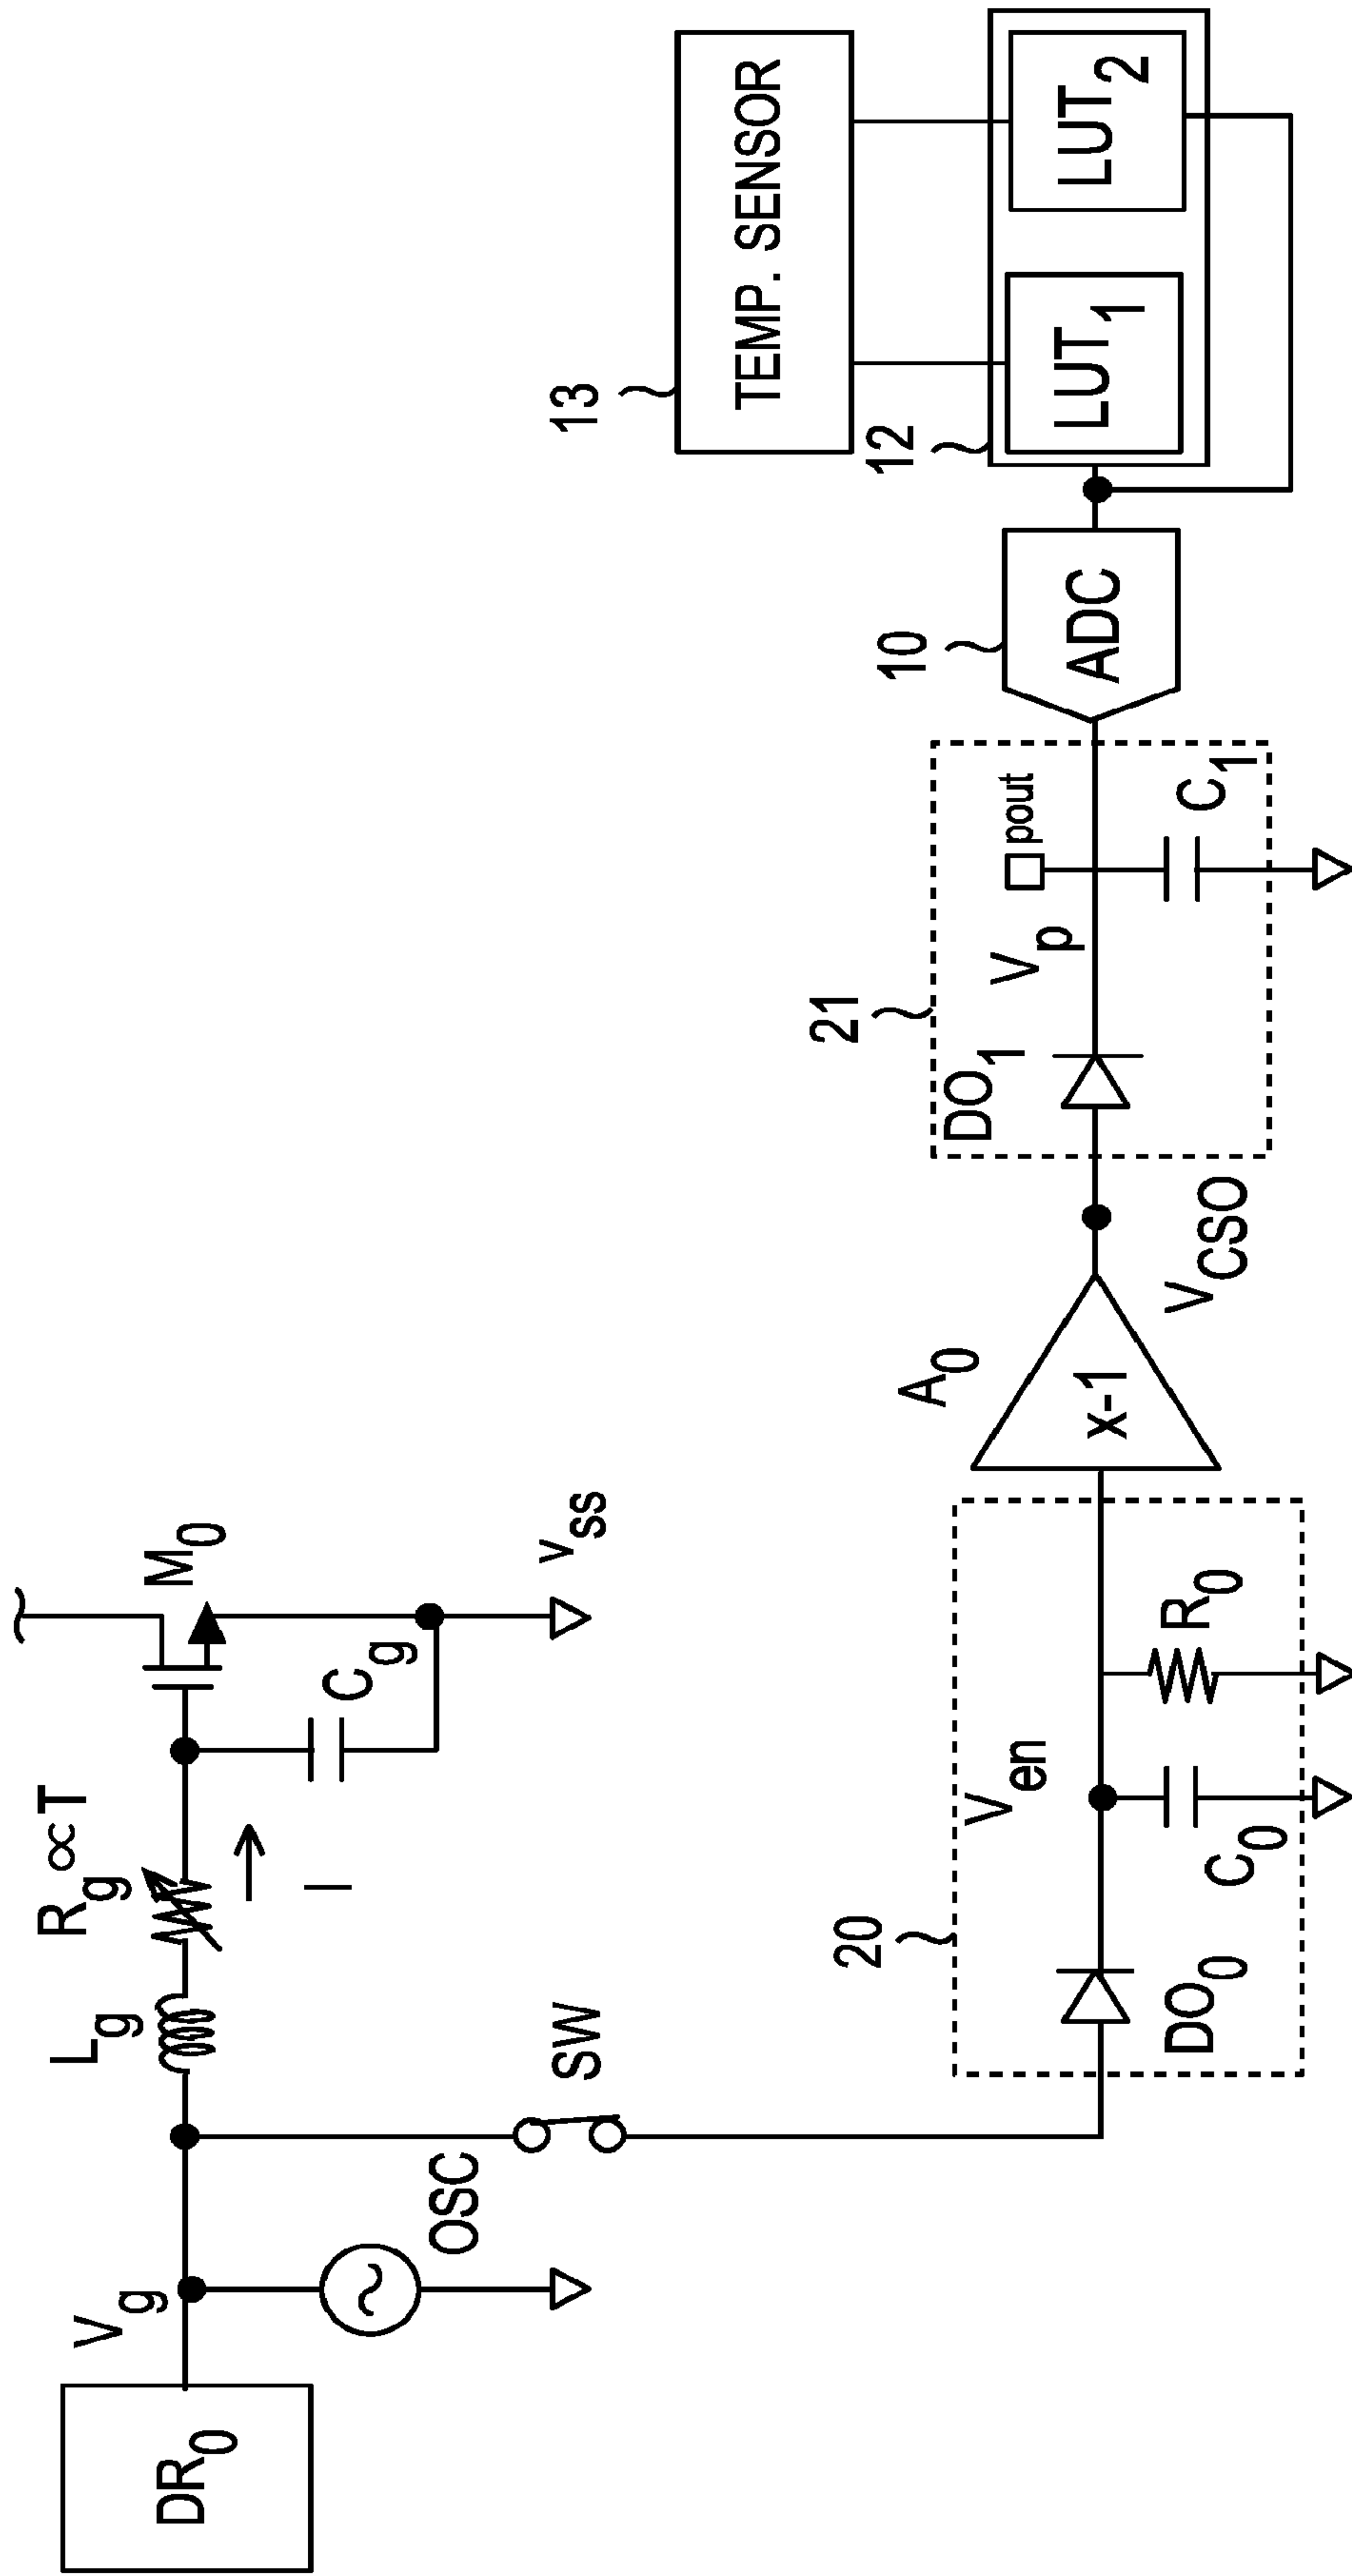 DR0
Vg
OSC
SW
Lg
Rg ∝T
I
Cg
M0
vss
20
DO0
C0
Ven
R0
A0
x-1
VCSO
21
DO1
Vp
pout
C1
10
ADC
12
LUT1
LUT2
13
TEMP. SENSOR